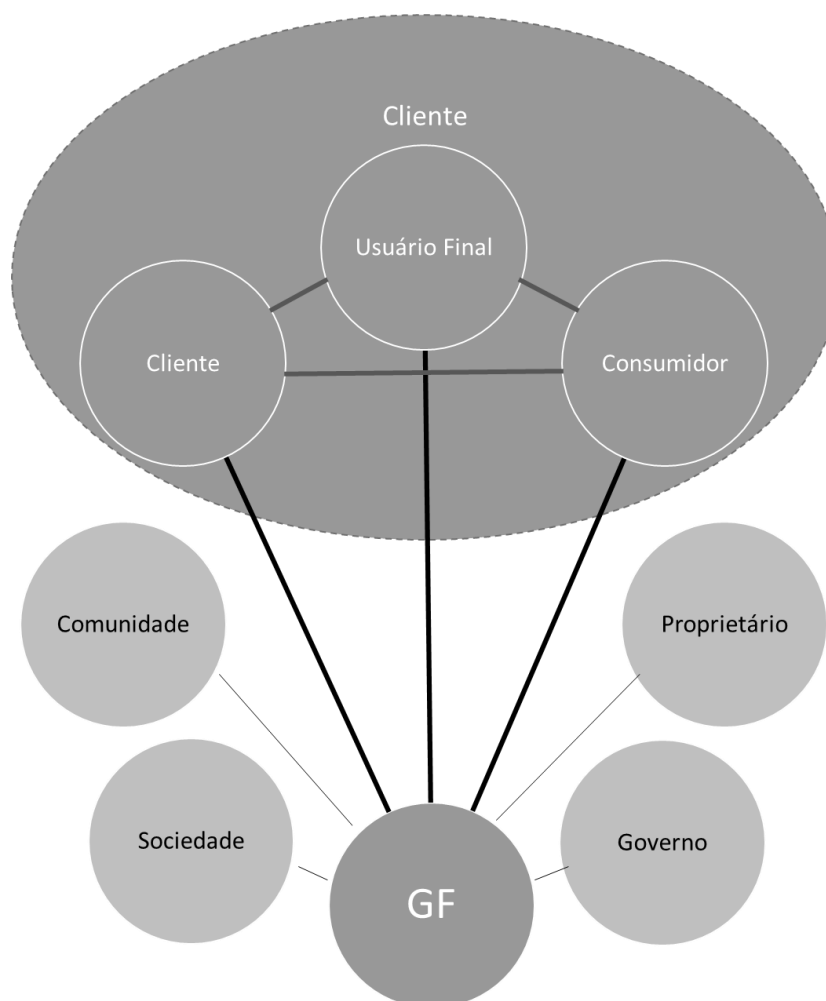 Cliente
Usuário Final
Cliente
Consumidor
Comunidade
Proprietário
Sociedade
Governo
GF